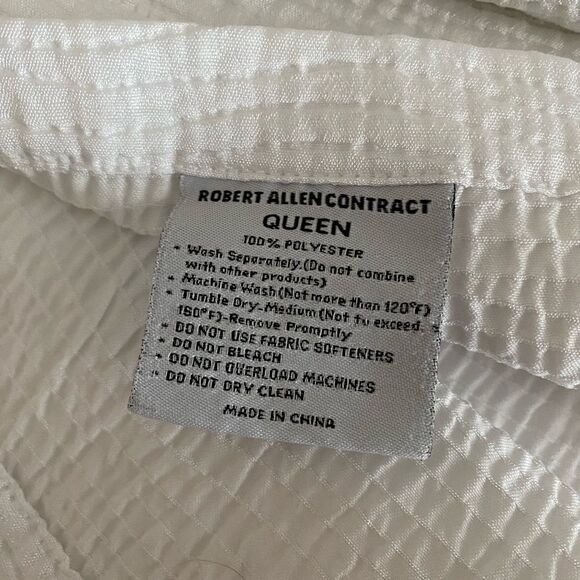 ROBERT ALLEN CONTRACT
QUEEN
100% POLYESTER
* Wash Separately.(Do not combine
with other products)
* Machine Wash(Not more than 120°F)
* Tumble Dry-Medium(Not to exceed
160°F)-Remove Promptly
* DO NOT USE FABRIC SOFTENERS
* DO NOT BLEACH
* DO NOT OVERLOAD MACHINES
* DO NOT DRY CLEAN
MADE IN CHINA